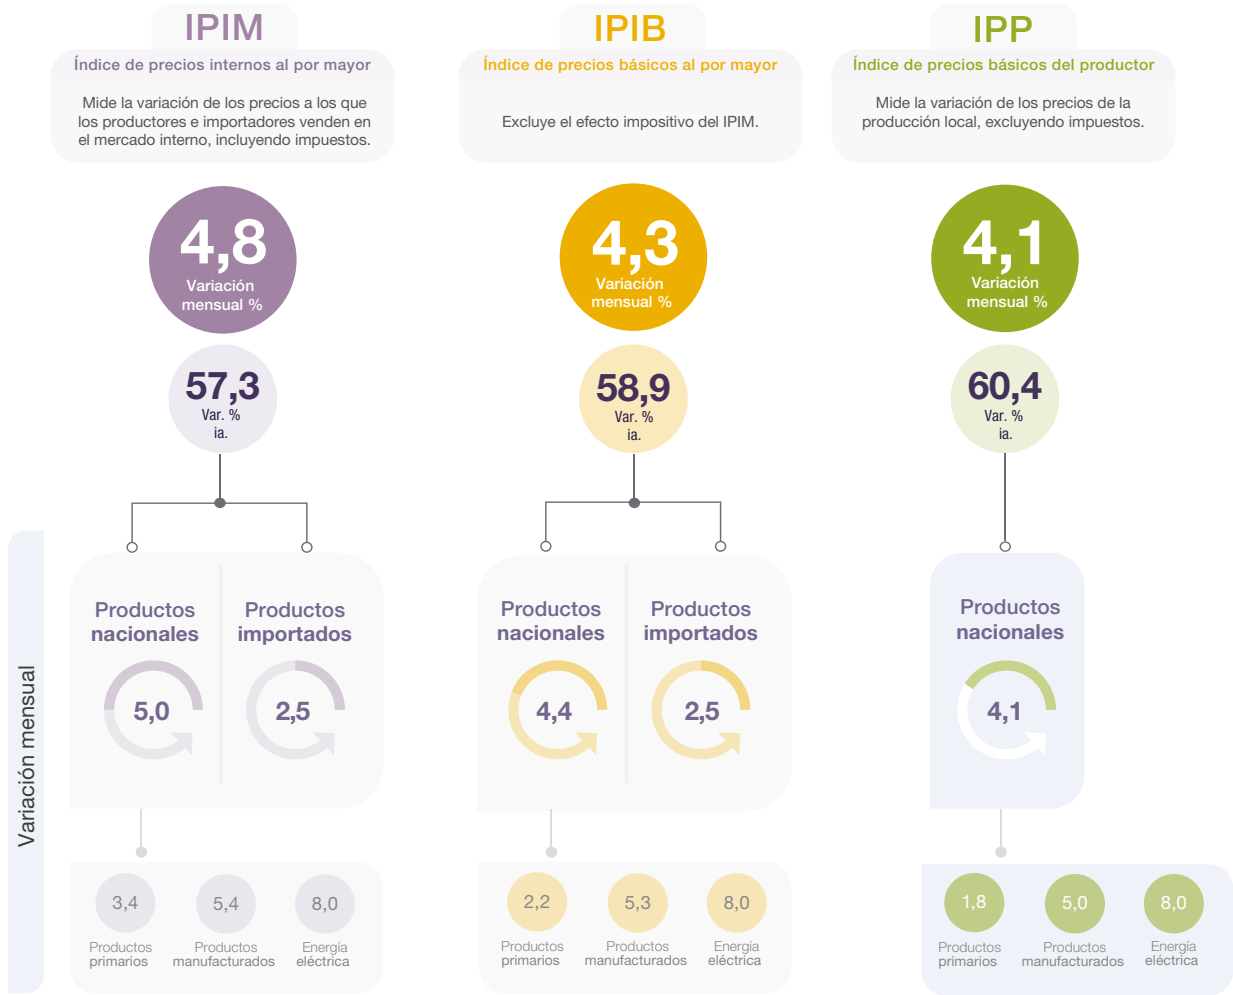 IPIM
Índice de precios internos al por mayor
Mide la variación de los precios a los que
los productores e importadores venden en
el mercado interno, incluyendo impuestos.
4,8
Variación
mensual %
57,3
Var. %
ia.
IPIB
Índice de precios básicos al por mayor
Excluye el efecto impositivo del IPIM.
4,3
Variación
mensual %
58,9
Var. %
ia.
IPP
Índice de precios básicos del productor
Mide la variación de los precios de la
producción local, excluyendo impuestos.
4,1
Variación
mensual %
60,4
Var. %
ia.
Variación mensual
Productos
nacionales
5,0
Productos
importados
2,5
3,4
Productos
primarios
5,4
Productos
manufacturados
8,0
Energía
eléctrica
Productos
nacionales
4,4
Productos
importados
2,5
2,2
Productos
primarios
5,3
Productos
manufacturados
8,0
Energía
eléctrica
Productos
nacionales
4,1
1,8
Productos
primarios
5,0
Productos
manufacturados
8,0
Energía
eléctrica